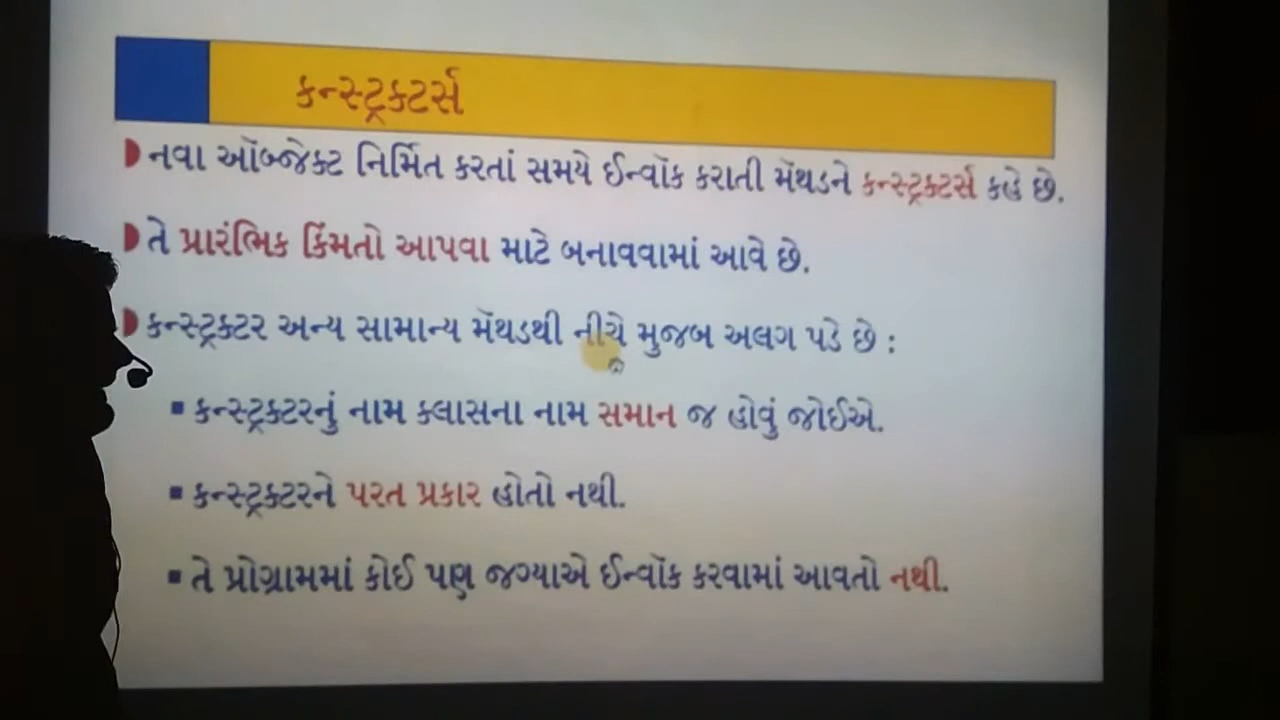 કન્સ્ટ્રક્ટર્સ
નવા ઑબ્જેક્ટ નિર્મિત કરતાં સમયે ઈન્વૉક કરાતી મૅથડને કન્સ્ટ્રક્ટર્સ કહે છે.
તે પ્રારંભિક કિંમતો આપવા માટે બનાવવામાં આવે છે.
કન્સ્ટ્રક્ટર અન્ય સામાન્ય મૅથડથી નીચે મુજબ અલગ પડે છે :
કન્સ્ટ્રક્ટરનું નામ ક્લાસના નામ સમાન જ હોવું જોઈએ.
કન્સ્ટ્રક્ટરને પરત પ્રકાર હોતો નથી.
તે પ્રોગ્રામમાં કોઈ પણ જગ્યાએ ઈન્વૉક કરવામાં આવતો નથી.